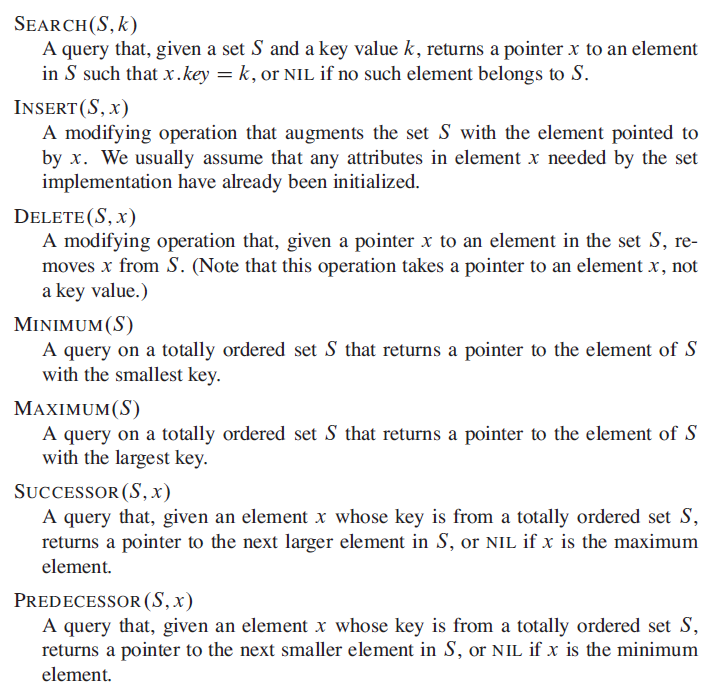 SEARCH(S, k)
A query that, given a set S and a key value k, returns a pointer x to an element
in S such that x.key = k, or NIL if no such element belongs to S.
INSERT(S, x)
A modifying operation that augments the set S with the element pointed to
by x. We usually assume that any attributes in element x needed by the set
implementation have already been initialized.
DELETE(S, x)
A modifying operation that, given a pointer x to an element in the set S, re-
moves x from S. (Note that this operation takes a pointer to an element x, not
a key value.)
MINIMUM(S)
A query on a totally ordered set S that returns a pointer to the element of S
with the smallest key.
MAXIMUM(S)
A query on a totally ordered set S that returns a pointer to the element of S
with the largest key.
SUCCESSOR(S, x)
A query that, given an element x whose key is from a totally ordered set S,
returns a pointer to the next larger element in S, or NIL if x is the maximum
element.
PREDECESSOR(S, x)
A query that, given an element x whose key is from a totally ordered set S,
returns a pointer to the next smaller element in S, or NIL if x is the minimum
element.